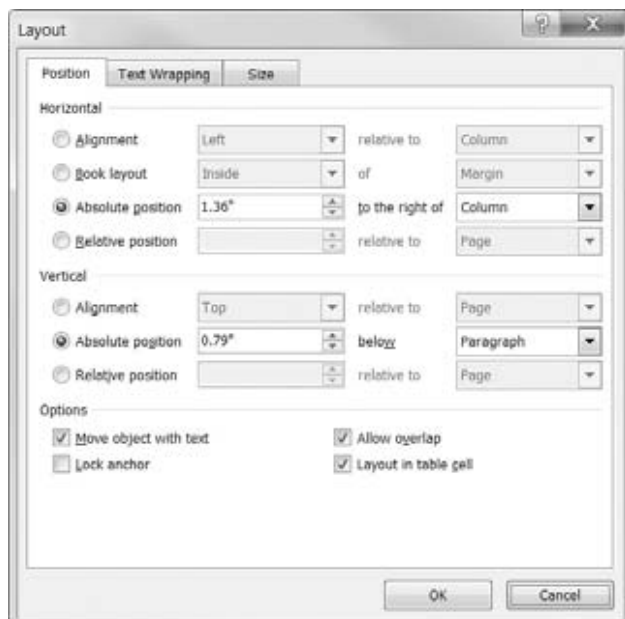 Layout
Position Text Wrapping Size
Horizontal
Alignment Left relative to Column
Book layout Inside of Margin
Absolute position 1.36" to the right of Column
Relative position relative to Page
Vertical
Alignment Top relative to Page
Absolute position 0.79" below Paragraph
Relative position relative to Page
Options
Move object with text Allow overlap
Lock anchor Layout in table cell
OK Cancel